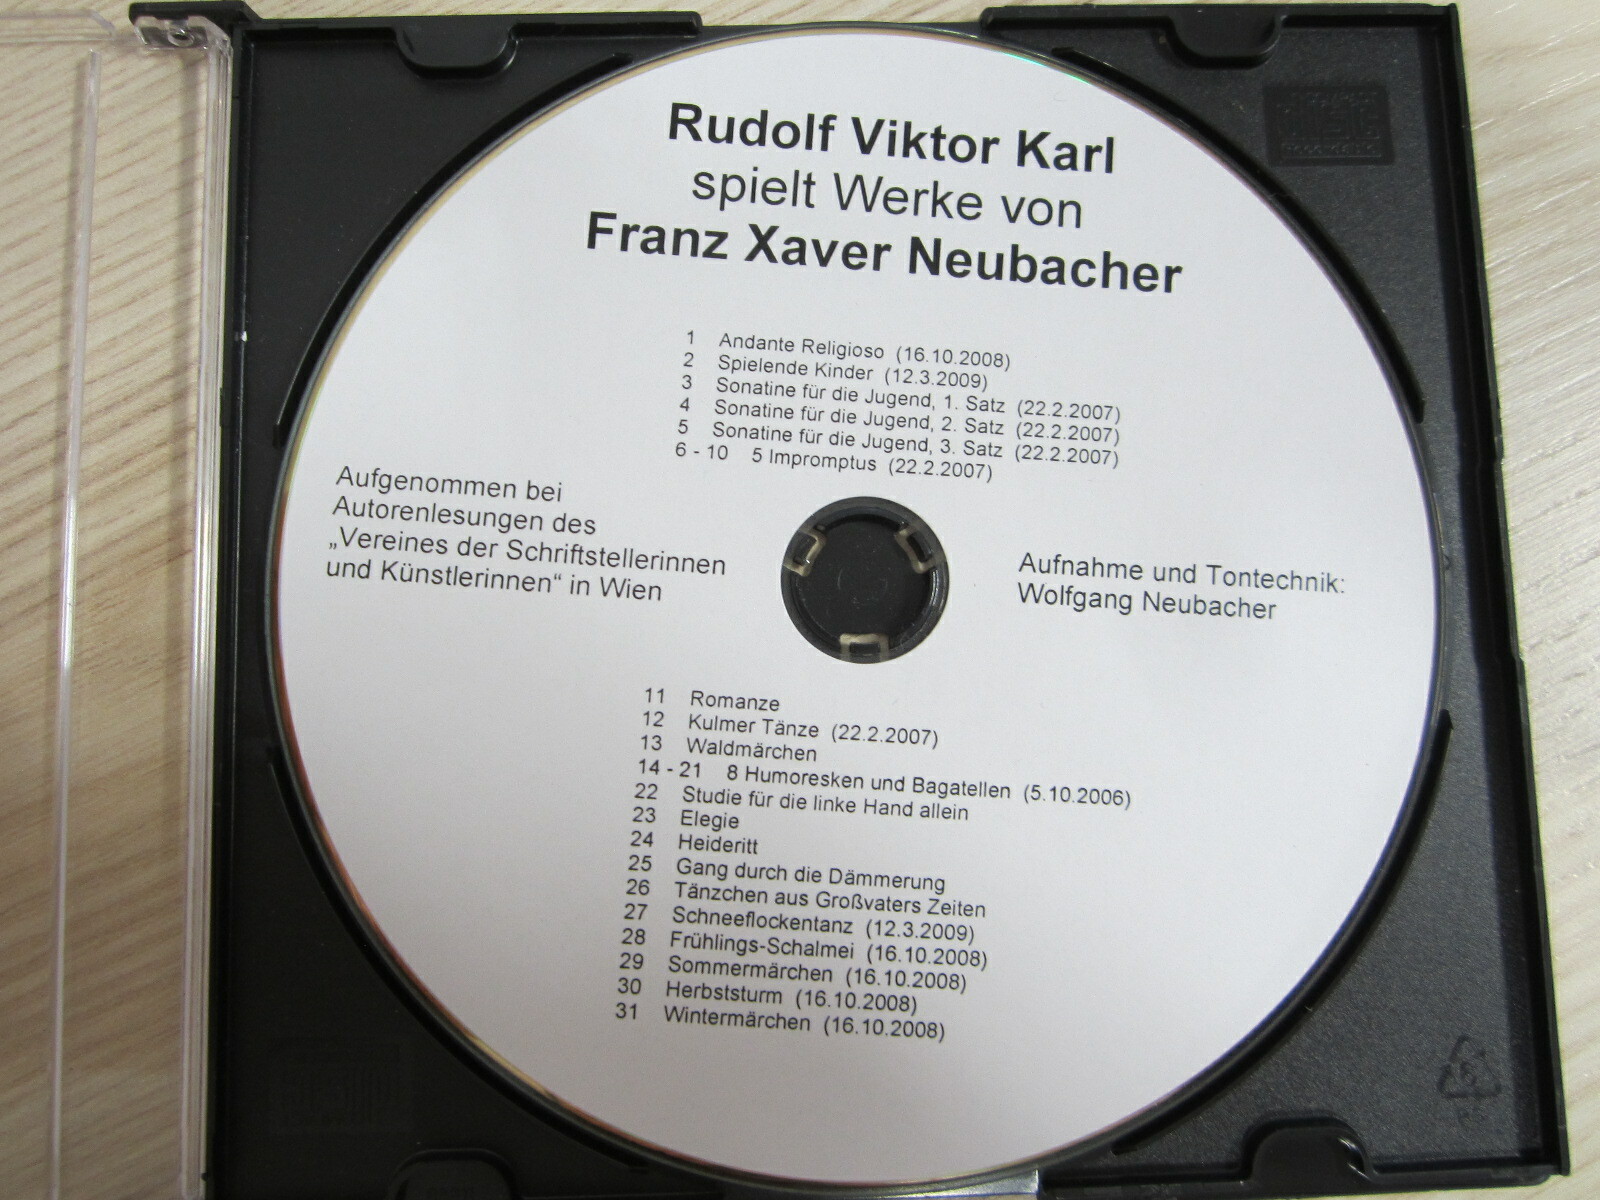 Rudolf Viktor Karl
spielt Werke von
Franz Xaver Neubacher
1 Andante Religioso (16.10.2008)
2 Spielende Kinder (12.3.2009)
3 Sonatine für die Jugend, 1. Satz (22.2.2007)
4 Sonatine für die Jugend, 2. Satz (22.2.2007)
5 Sonatine für die Jugend, 3. Satz (22.2.2007)
6 - 10 5 Impromptus (22.2.2007)
Aufgenommen bei
Autorenlesungen des
„Vereines der Schriftstellerinnen
und Künstlerinnen“ in Wien
Aufnahme und Tontechnik:
Wolfgang Neubacher
11 Romanze
12 Kulmer Tänze (22.2.2007)
13 Waldmärchen
14 - 21 8 Humoresken und Bagatellen (5.10.2006)
22 Studie für die linke Hand allein
23 Elegie
24 Heideritt
25 Gang durch die Dämmerung
26 Tänzchen aus Großvaters Zeiten
27 Schneeflockentanz (12.3.2009)
28 Frühlings-Schalmei (16.10.2008)
29 Sommermärchen (16.10.2008)
30 Herbststurm (16.10.2008)
31 Wintermärchen (16.10.2008)